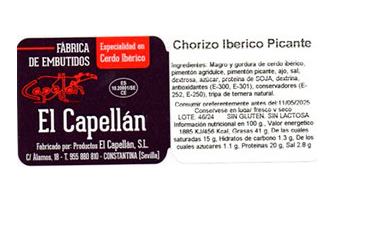 FÁBRICA
DE EMBUTIDOS
Especialidad en
Cerdo Ibérico
Capellán
ES
10.20901/SE
CE
El Capellán
Fabricado por: Productos El Capellán, S.L.
C/ Álamos, 18 - T. 955 880 810 - CONSTANTINA (Sevilla)
Chorizo Iberico Picante
Ingredientes: Magro y gordura de cerdo ibérico,
pimentón agridulce, pimentón picante, ajo, sal,
dextrosa, azúcar, proteína de SOJA, dextrina,
antioxidantes (E-300, E-301), conservadores (E-
252, E-250), tripa de ternera natural.
Consumir preferentemente antes del:11/05/2025
Consérvese en lugar fresco y seco
LOTE: 46/24 SIN GLUTEN. SIN LACTOSA
Información nutricional en 100 g., Valor energetico
1885 KJ/456 Kcal, Grasas 41 g, De las cuales
saturadas 15 g, Hidratos de carbono 1.3 g, De los
cuales azucares 1.1 g, Proteinas 20 g, Sal 2.8 g